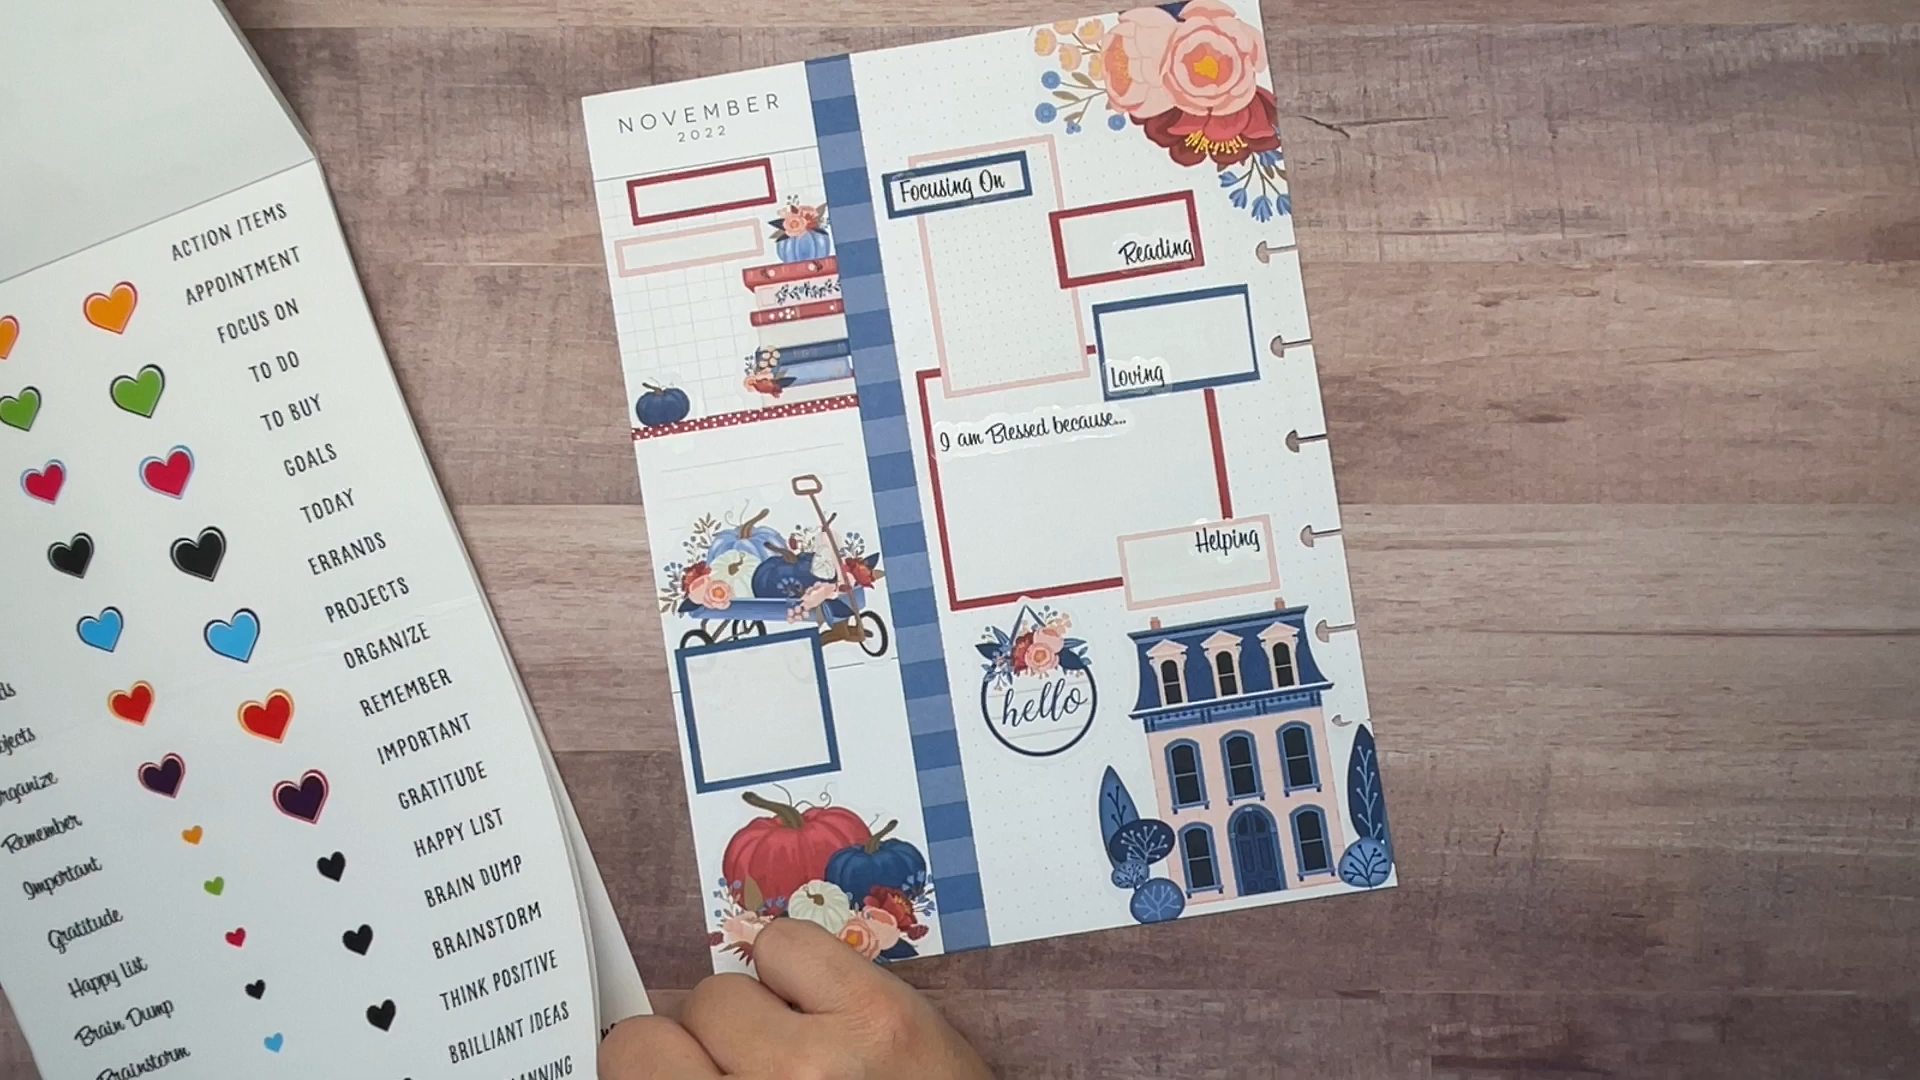 ACTION ITEMS
APPOINTMENT
FOCUS ON
TO DO
TO BUY
GOALS
TODAY
ERRANDS
PROJECTS
ORGANIZE
REMEMBER
IMPORTANT
GRATITUDE
HAPPY LIST
BRAIN DUMP
BRAINSTORM
THINK POSITIVE
BRILLIANT IDEAS
Remember
Important
Gratitude
Happy List
Brain Dump
Brainstorm
NOVEMBER
2022
Focusing On
Reading
Loving
I am Blessed because...
Helping
hello